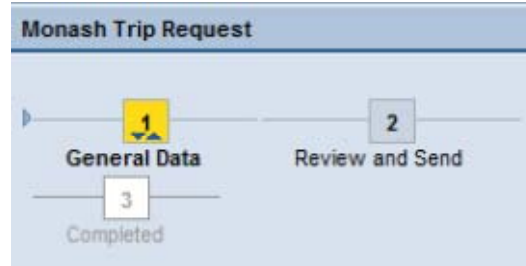 Monash Trip Request
1 2
General Data Review and Send
3
Completed